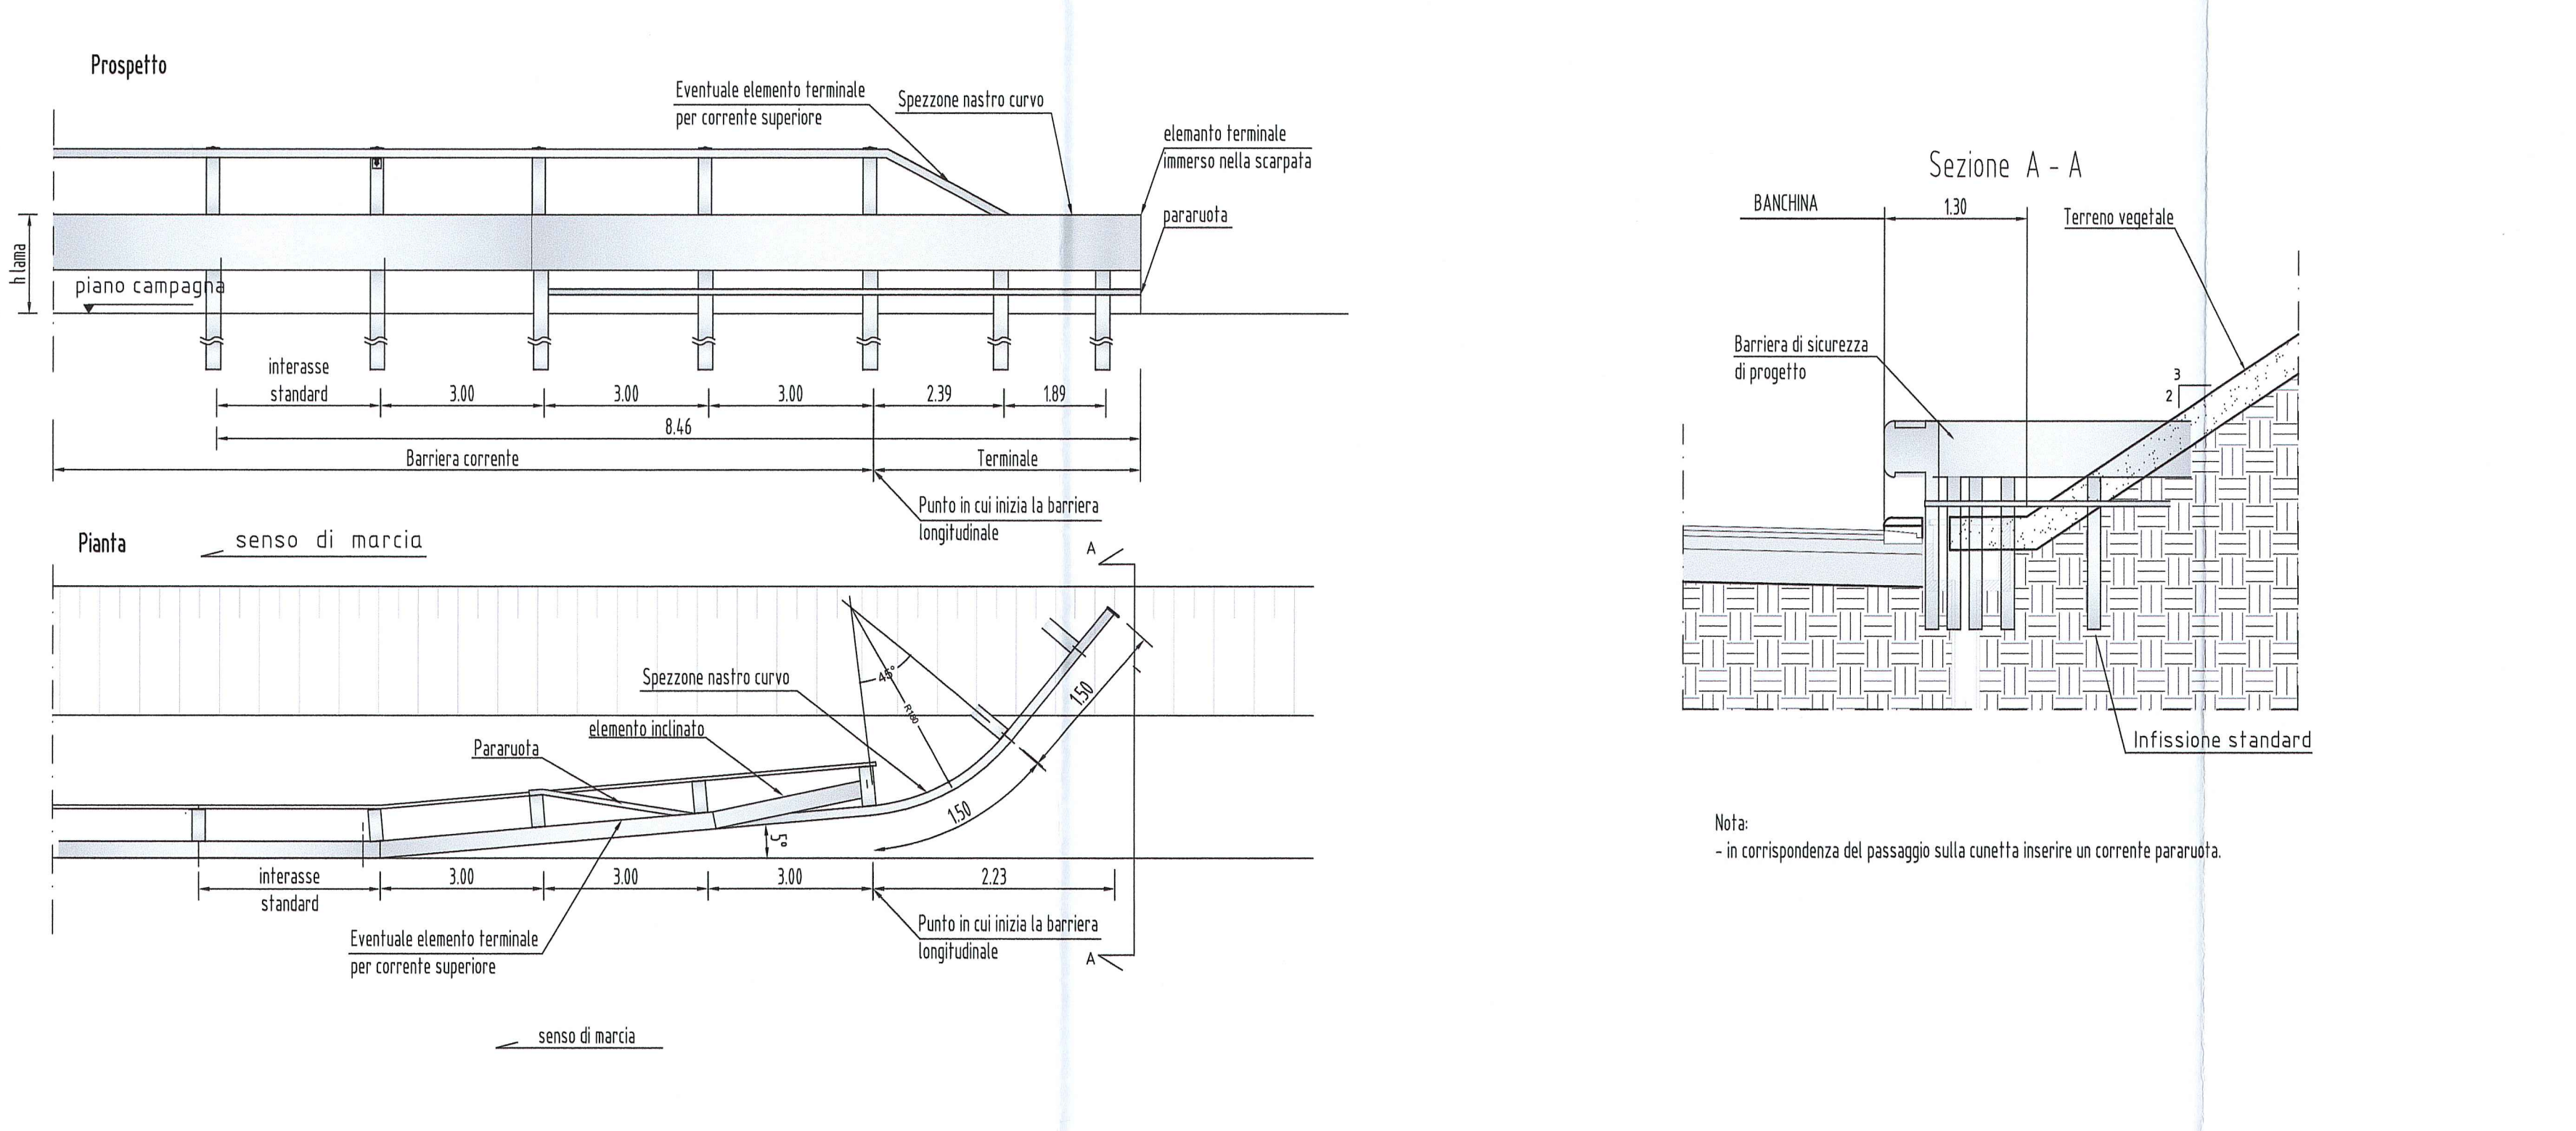 Prospetto
Eventuale elemento terminale
per corrente superiore
Spezzone nastro curvo
elemanto terminale
immerso nella scarpata
pararuota
h lama
piano campagna
interasse
standard
3.00
3.00
3.00
2.39
1.89
8.46
Barriera corrente
Terminale
Punto in cui inizia la barriera
longitudinale
Pianta
senso di marcia
A
Spezzone nastro curvo
45°
R180
elemento inclinato
Pararuota
1.50
1.50
5°
interasse
standard
3.00
3.00
3.00
2.23
Punto in cui inizia la barriera
longitudinale
Eventuale elemento terminale
per corrente superiore
A
senso di marcia
Sezione A - A
BANCHINA
1.30
Terreno vegetale
Barriera di sicurezza
di progetto
3
2
Infissione standard
Nota:
- in corrispondenza del passaggio sulla cunetta inserire un corrente pararuota.